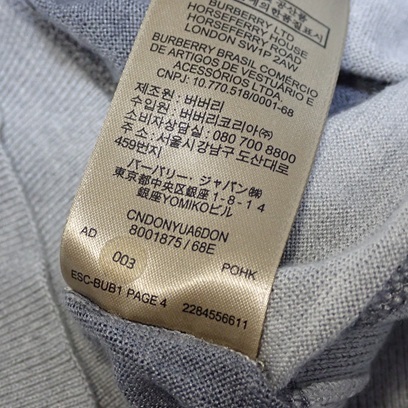 BURBERRY LTD
HORSEFERRY HOUSE
HORSEFERRY ROAD
LONDON SW1P 2AW
BURBERRY BRASIL COMÉRCIO
DE ARTIGOS DE VESTUÁRIO E
ACESSÓRIOS LTDA.
CNPJ: 10.770.518/0001-68
제조원: 버버리
수입원: 버버리코리아(주)
소비자상담실: 080 700 8800
주소: 서울시강남구 도산대로
459번지
バーバリー・ジャパン㈱
東京都中央区銀座1-8-14
銀座YOMIKOビル
CNDONYUA6DON
8001875 / 68E
AD 003 POHK
ESC-BUB1 PAGE 4 2284556611